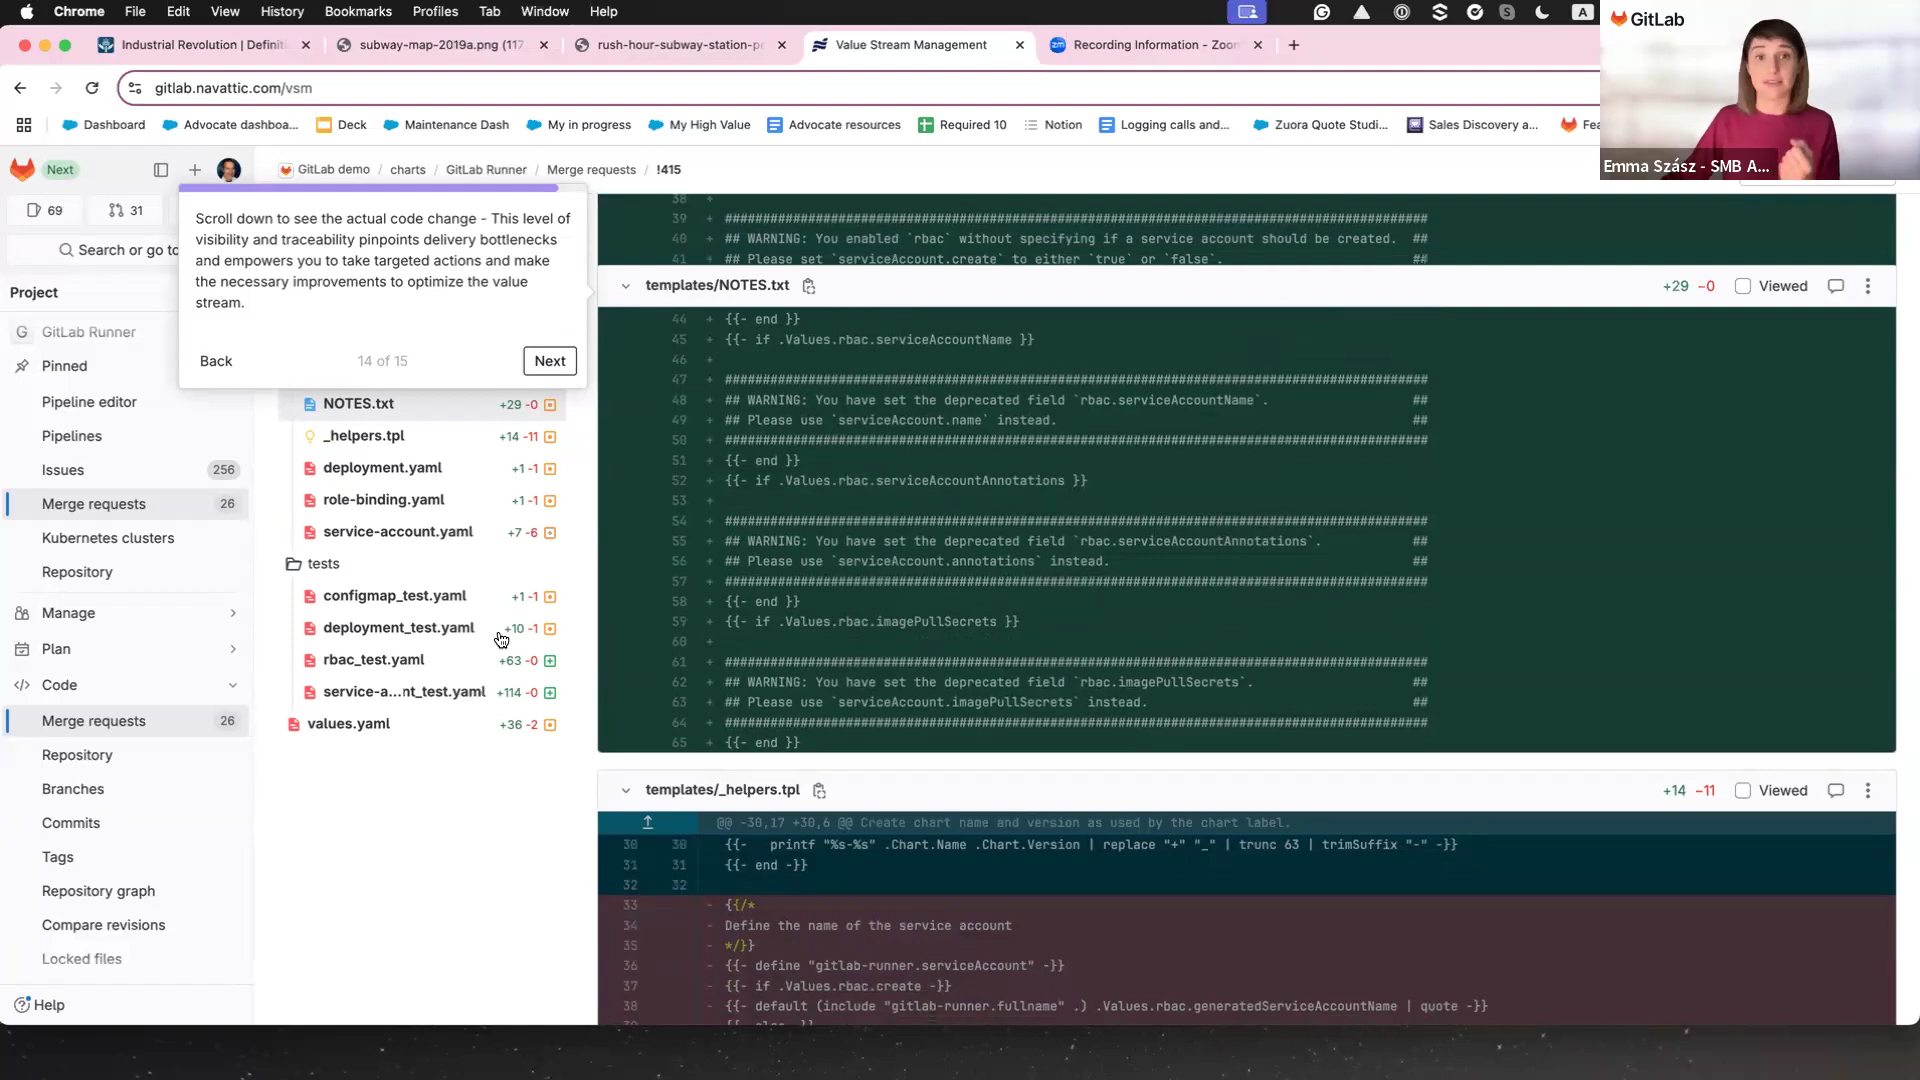 Chrome File Edit View History Bookmarks Profiles Tab Window Help A
Industrial Revolution | Definiti
subway-map-2019a.png (117
rush-hour-subway-station-pe
Value Stream Management
Recording Information - Zoom
gitlab.navattic.com/vsm
Dashboard
Advocate dashboa...
Deck
Maintenance Dash
My in progress
My High Value
Advocate resources
Required 10
Notion
Logging calls and...
Zuora Quote Studi...
Sales Discovery a...
Fea
GitLab
Emma Szász - SMB A...
Next
GitLab demo / charts / GitLab Runner / Merge requests / !415
69
31
Search or go to
Scroll down to see the actual code change - This level of
visibility and traceability pinpoints delivery bottlenecks
and empowers you to take targeted actions and make
the necessary improvements to optimize the value
stream.
Back
14 of 15
Next
Project
G GitLab Runner
Pinned
Pipeline editor
Pipelines
Issues 256
Merge requests 26
Kubernetes clusters
Repository
Manage
Plan
Code
Merge requests 26
Repository
Branches
Commits
Tags
Repository graph
Compare revisions
Locked files
Help
NOTES.txt +29 -0
_helpers.tpl +14 -11
deployment.yaml +1 -1
role-binding.yaml +1 -1
service-account.yaml +7 -6
tests
configmap_test.yaml +1 -1
deployment_test.yaml +10 -1
rbac_test.yaml +63 -0
service-a...nt_test.yaml +114 -0
values.yaml +36 -2
38 +
39 + ##############################################################################################
40 + ## WARNING: You enabled `rbac` without specifying if a service account should be created. ##
41 + ## Please set `serviceAccount.create` to either `true` or `false`. ##
templates/NOTES.txt +29 −0 Viewed
44 + {{- end }}
45 + {{- if .Values.rbac.serviceAccountName }}
46 +
47 + ##############################################################################################
48 + ## WARNING: You have set the deprecated field `rbac.serviceAccountName`. ##
49 + ## Please use `serviceAccount.name` instead. ##
50 + ##############################################################################################
51 + {{- end }}
52 + {{- if .Values.rbac.serviceAccountAnnotations }}
53 +
54 + ##############################################################################################
55 + ## WARNING: You have set the deprecated field `rbac.serviceAccountAnnotations`. ##
56 + ## Please use `serviceAccount.annotations` instead. ##
57 + ##############################################################################################
58 + {{- end }}
59 + {{- if .Values.rbac.imagePullSecrets }}
60 +
61 + ##############################################################################################
62 + ## WARNING: You have set the deprecated field `rbac.imagePullSecrets`. ##
63 + ## Please use `serviceAccount.imagePullSecrets` instead. ##
64 + ##############################################################################################
65 + {{- end }}
templates/_helpers.tpl +14 −11 Viewed
@@ -30,17 +30,6 @@ Create chart name and version as used by the chart label.
30 30 {{- printf "%s-%s" .Chart.Name .Chart.Version | replace "+" "_" | trunc 63 | trimSuffix "-" -}}
31 31 {{- end -}}
32 32
33 - {{/*
34 - Define the name of the service account
35 - */}}
36 - {{- define "gitlab-runner.serviceAccount" -}}
37 - {{- if .Values.rbac.create -}}
38 - {{- default (include "gitlab-runner.fullname" .) .Values.rbac.generatedServiceAccountName | quote -}}